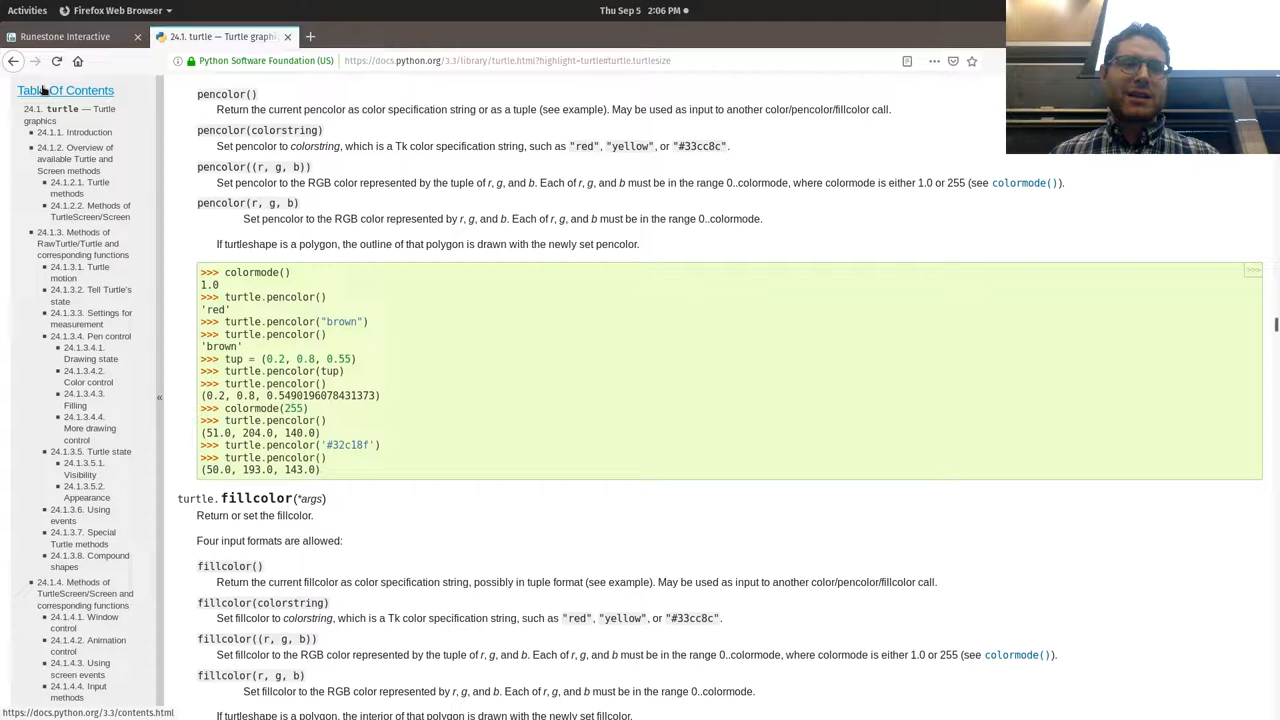 Activities
Firefox Web Browser
Thu Sep 5 2:06 PM
Runestone Interactive
24.1. turtle — Turtle graphi
Python Software Foundation (US)
https://docs.python.org/3.3/library/turtle.html?highlight=turtle#turtle.turtlesize
Table Of Contents
24.1. turtle — Turtle
graphics
24.1.1. Introduction
24.1.2. Overview of
available Turtle and
Screen methods
24.1.2.1. Turtle
methods
24.1.2.2. Methods of
TurtleScreen/Screen
24.1.3. Methods of
RawTurtle/Turtle and
corresponding functions
24.1.3.1. Turtle
motion
24.1.3.2. Tell Turtle's
state
24.1.3.3. Settings for
measurement
24.1.3.4. Pen control
24.1.3.4.1.
Drawing state
24.1.3.4.2.
Color control
24.1.3.4.3.
Filling
24.1.3.4.4.
More drawing
control
24.1.3.5. Turtle state
24.1.3.5.1.
Visibility
24.1.3.5.2.
Appearance
24.1.3.6. Using
events
24.1.3.7. Special
Turtle methods
24.1.3.8. Compound
shapes
24.1.4. Methods of
TurtleScreen/Screen and
corresponding functions
24.1.4.1. Window
control
24.1.4.2. Animation
control
24.1.4.3. Using
screen events
24.1.4.4. Input
methods
https://docs.python.org/3.3/contents.html
«
pencolor()
Return the current pencolor as color specification string or as a tuple (see example). May be used as input to another color/pencolor/fillcolor call.
pencolor(colorstring)
Set pencolor to colorstring, which is a Tk color specification string, such as "red", "yellow", or "#33cc8c".
pencolor((r, g, b))
Set pencolor to the RGB color represented by the tuple of r, g, and b. Each of r, g, and b must be in the range 0..colormode, where colormode is either 1.0 or 255 (see colormode()).
pencolor(r, g, b)
Set pencolor to the RGB color represented by r, g, and b. Each of r, g, and b must be in the range 0..colormode.
If turtleshape is a polygon, the outline of that polygon is drawn with the newly set pencolor.
>>>
>>> colormode()
1.0
>>> turtle.pencolor()
'red'
>>> turtle.pencolor("brown")
>>> turtle.pencolor()
'brown'
>>> tup = (0.2, 0.8, 0.55)
>>> turtle.pencolor(tup)
>>> turtle.pencolor()
(0.2, 0.8, 0.5490196078431373)
>>> colormode(255)
>>> turtle.pencolor()
(51.0, 204.0, 140.0)
>>> turtle.pencolor('#32c18f')
>>> turtle.pencolor()
(50.0, 193.0, 143.0)
turtle.fillcolor(*args)
Return or set the fillcolor.
Four input formats are allowed:
fillcolor()
Return the current fillcolor as color specification string, possibly in tuple format (see example). May be used as input to another color/pencolor/fillcolor call.
fillcolor(colorstring)
Set fillcolor to colorstring, which is a Tk color specification string, such as "red", "yellow", or "#33cc8c".
fillcolor((r, g, b))
Set fillcolor to the RGB color represented by the tuple of r, g, and b. Each of r, g, and b must be in the range 0..colormode, where colormode is either 1.0 or 255 (see colormode()).
fillcolor(r, g, b)
Set fillcolor to the RGB color represented by r, g, and b. Each of r, g, and b must be in the range 0..colormode.
If turtleshape is a polygon, the interior of that polygon is drawn with the newly set fillcolor.